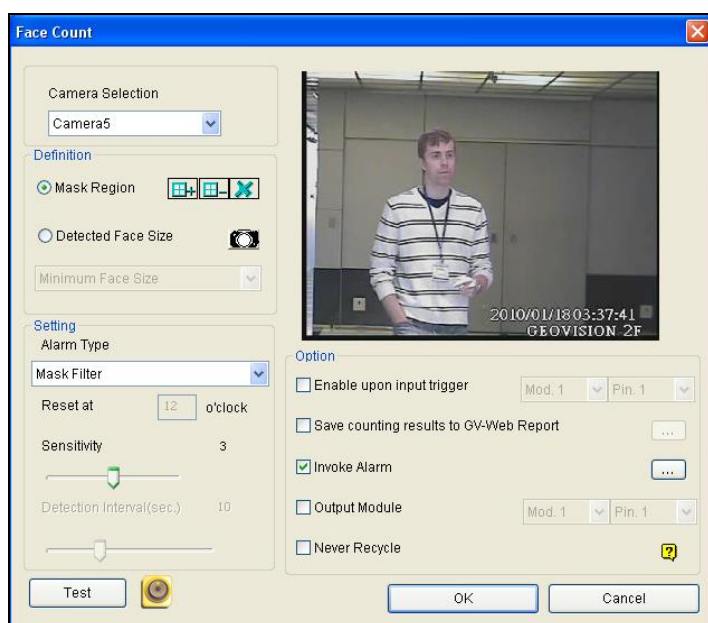 Face Count
Camera Selection
Camera5
Definition
Mask Region
Detected Face Size
Minimum Face Size
Setting
Alarm Type
Mask Filter
Reset at 12 o'clock
Sensitivity 3
Detection Interval(sec.) 10
Test
2010/01/18 03:37:41
GEOVISION 2F
Option
Enable upon input trigger Mod. 1 Pin. 1
Save counting results to GV-Web Report ...
Invoke Alarm ...
Output Module Mod. 1 Pin. 1
Never Recycle ?
OK Cancel